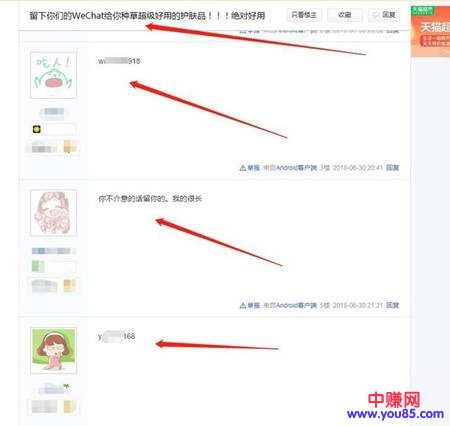 留下你们的WeChat给你种草超级好用的护肤品！！！绝对好用
只看楼主
收藏
回复
天猫超市
吃人!
wi 918
举报 来自Android客户端 3楼 2018-06-30 20:41 回复
你不介意的话留你的。我的很长
举报 来自Android客户端 5楼 2018-06-30 21:21 回复
y 168
中赚网
www.you85.com